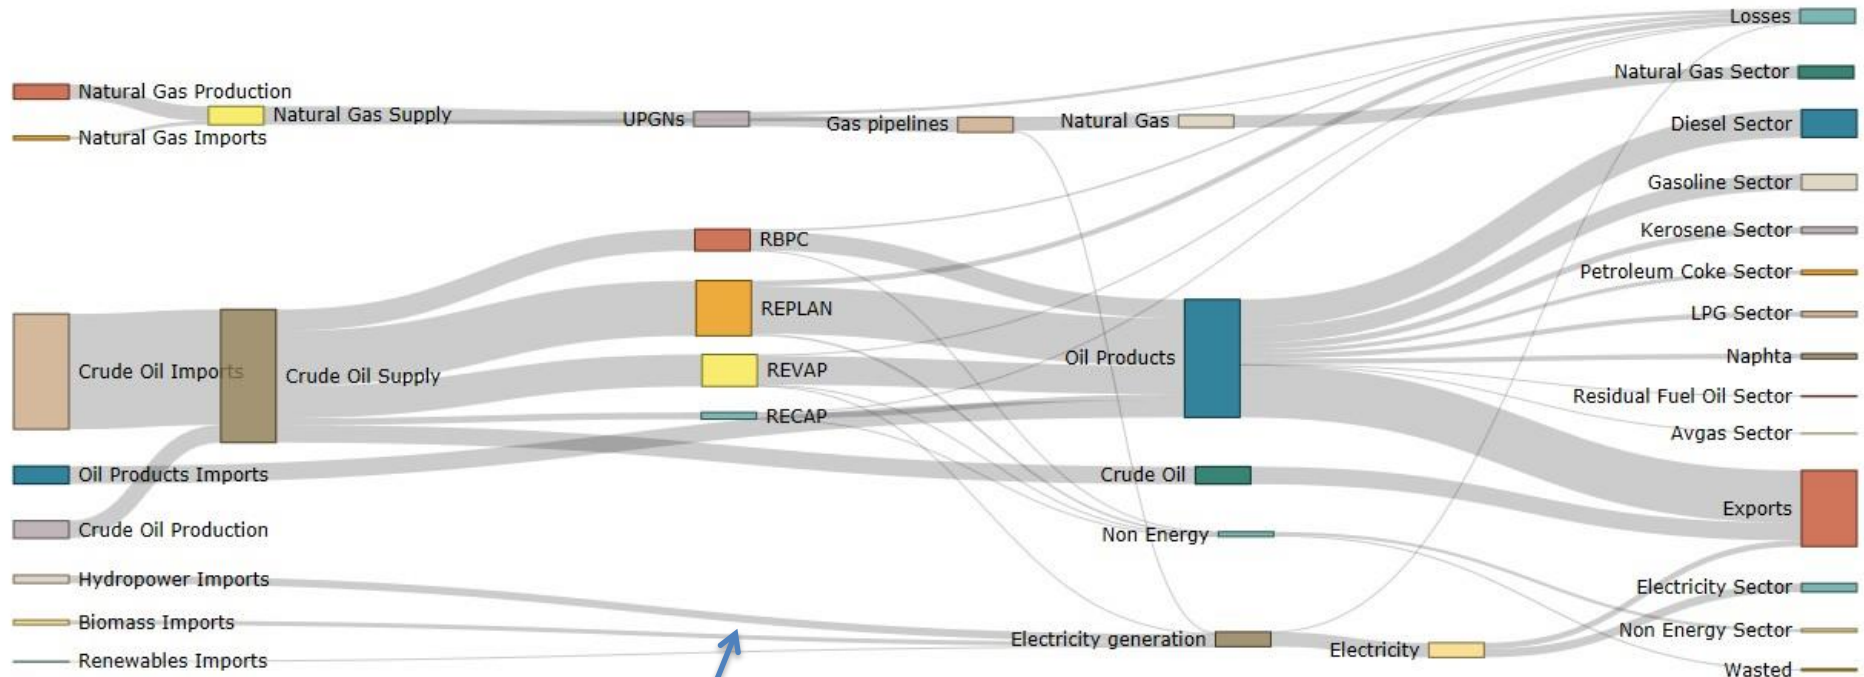 Natural Gas Production
Natural Gas Imports
Crude Oil Imports
Oil Products Imports
Crude Oil Production
Hydropower Imports
Biomass Imports
Renewables Imports
Natural Gas Supply
Crude Oil Supply
UPGNs
RBPC
REPLAN
REVAP
RECAP
Gas pipelines
Natural Gas
Oil Products
Crude Oil
Non Energy
Electricity generation
Electricity
Losses
Natural Gas Sector
Diesel Sector
Gasoline Sector
Kerosene Sector
Petroleum Coke Sector
LPG Sector
Naphta
Residual Fuel Oil Sector
Avgas Sector
Exports
Electricity Sector
Non Energy Sector
Wasted